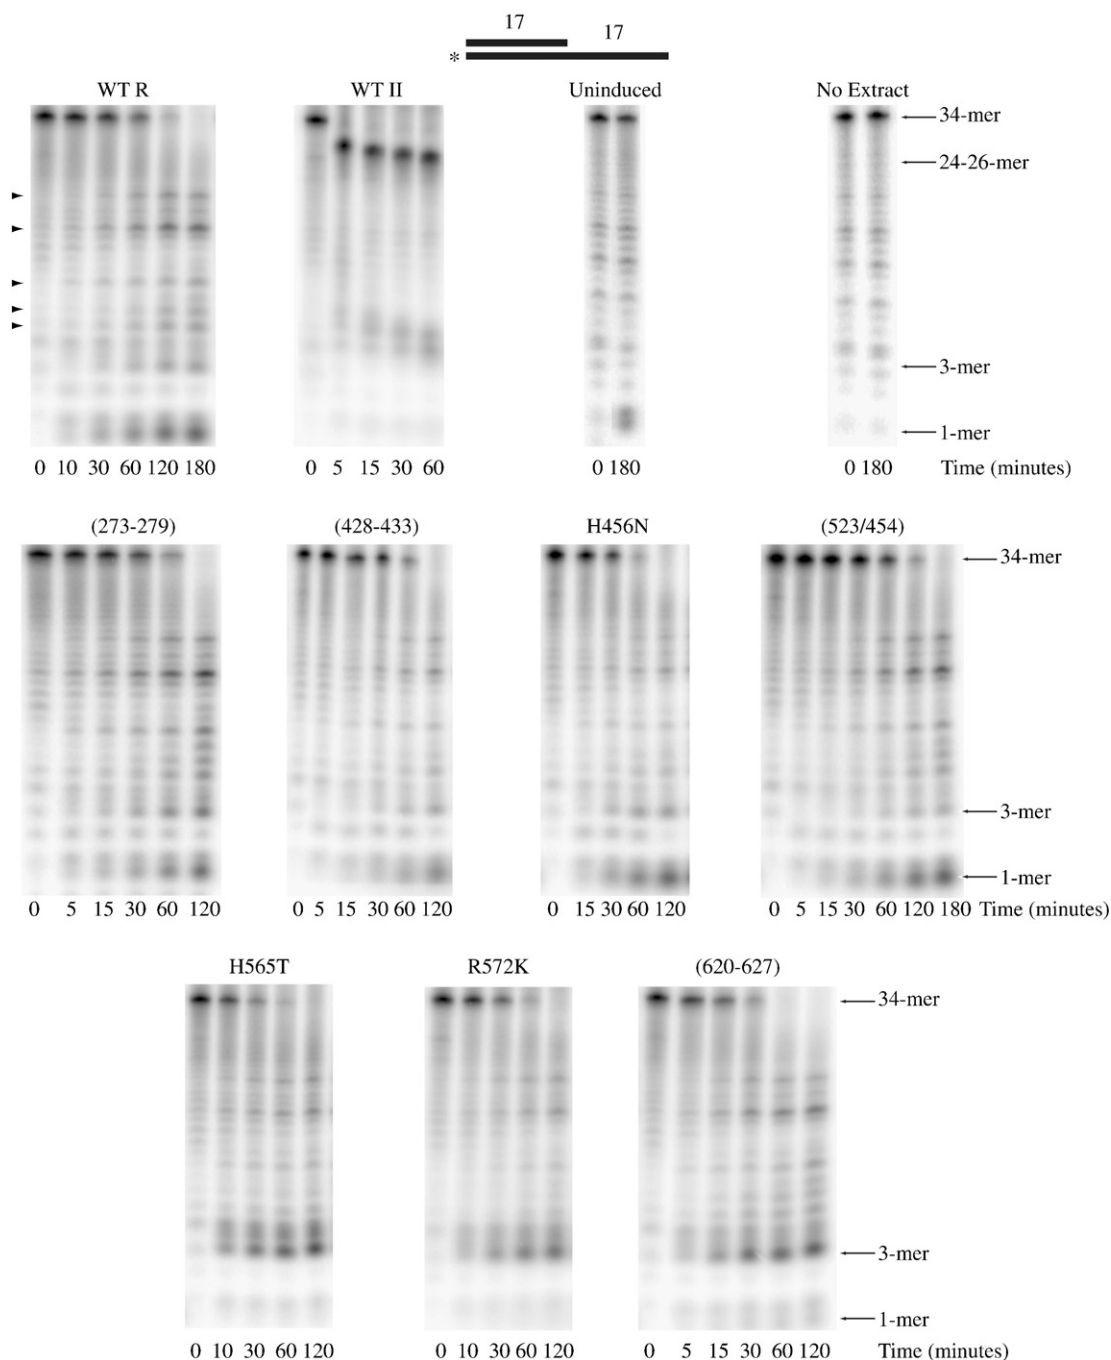 17
17
*
WT R WT II Uninduced No Extract
34-mer
24-26-mer
3-mer
1-mer
0 10 30 60 120 180 0 5 15 30 60 0 180 0 180 Time (minutes)
(273-279) (428-433) H456N (523/454)
34-mer
3-mer
1-mer
0 5 15 30 60 120 0 5 15 30 60 120 0 15 30 60 120 0 5 15 30 60 120 180 Time (minutes)
H565T R572K (620-627)
34-mer
3-mer
1-mer
0 10 30 60 120 0 10 30 60 120 0 5 15 30 60 120 Time (minutes)